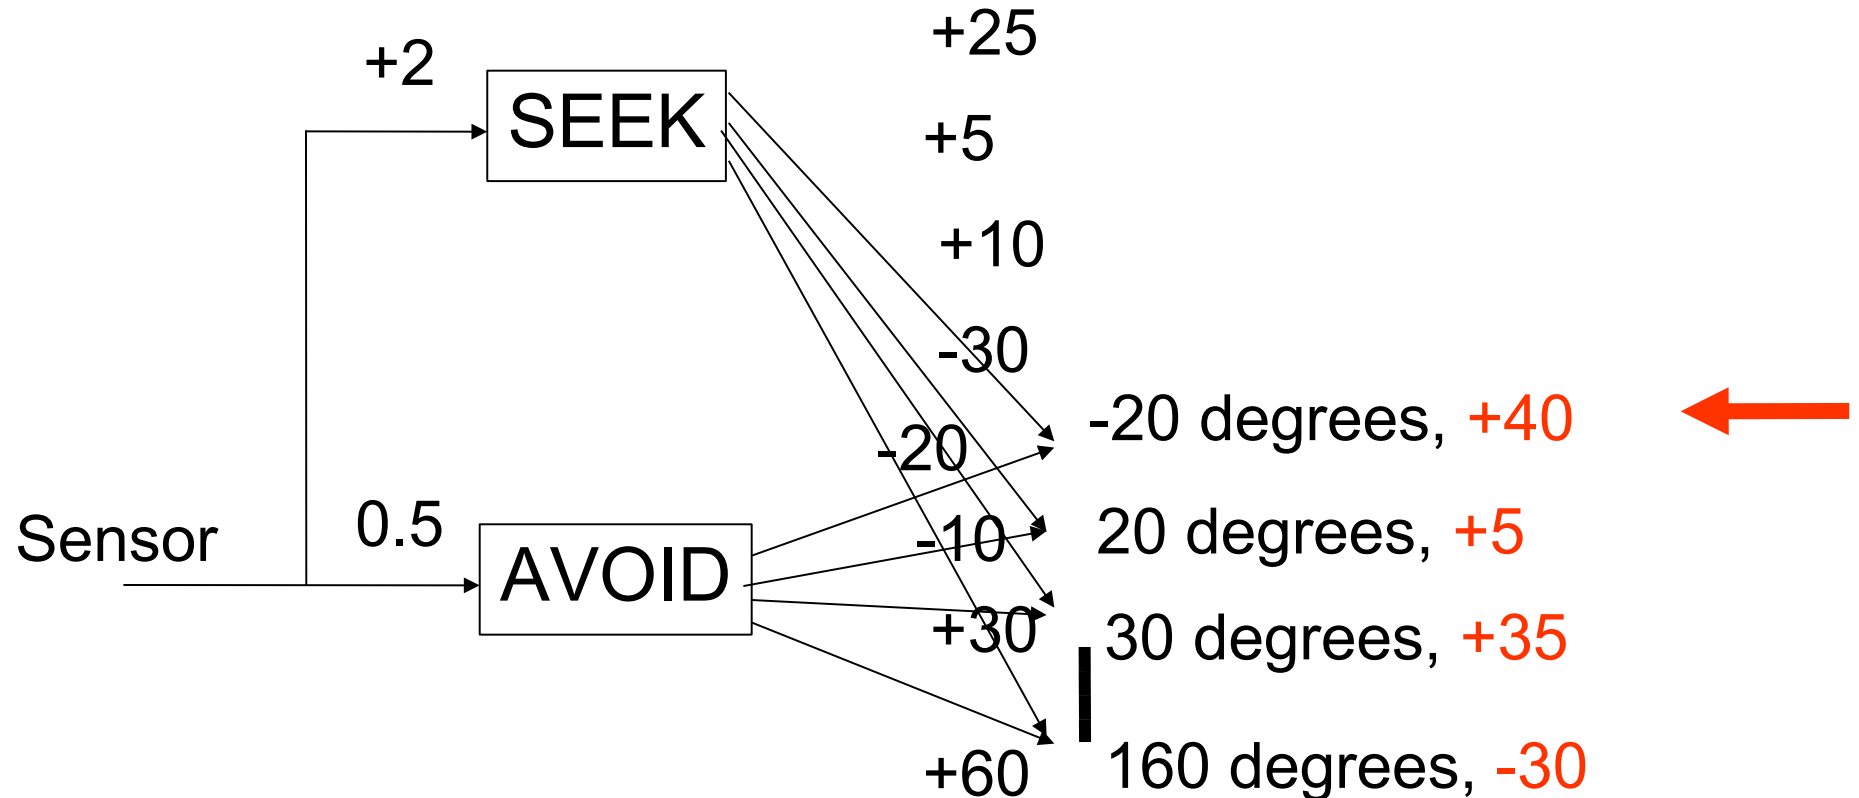 +25
+2
SEEK
+5
+10
-30
-20 degrees, +40
-20
Sensor
0.5
-10
20 degrees, +5
AVOID
+30
30 degrees, +35
+60
160 degrees, -30